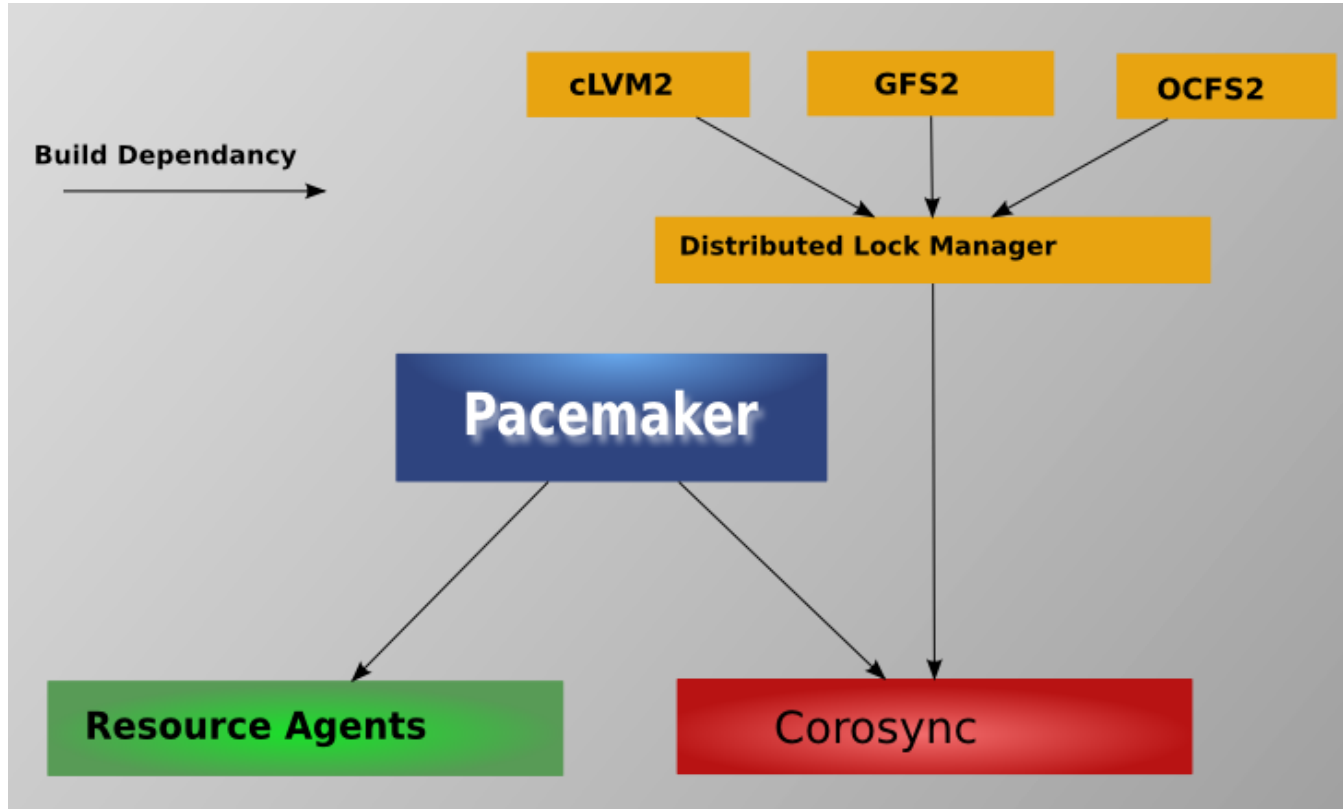 cLVM2
GFS2
OCFS2
Build Dependancy
Distributed Lock Manager
Pacemaker
Resource Agents
Corosync